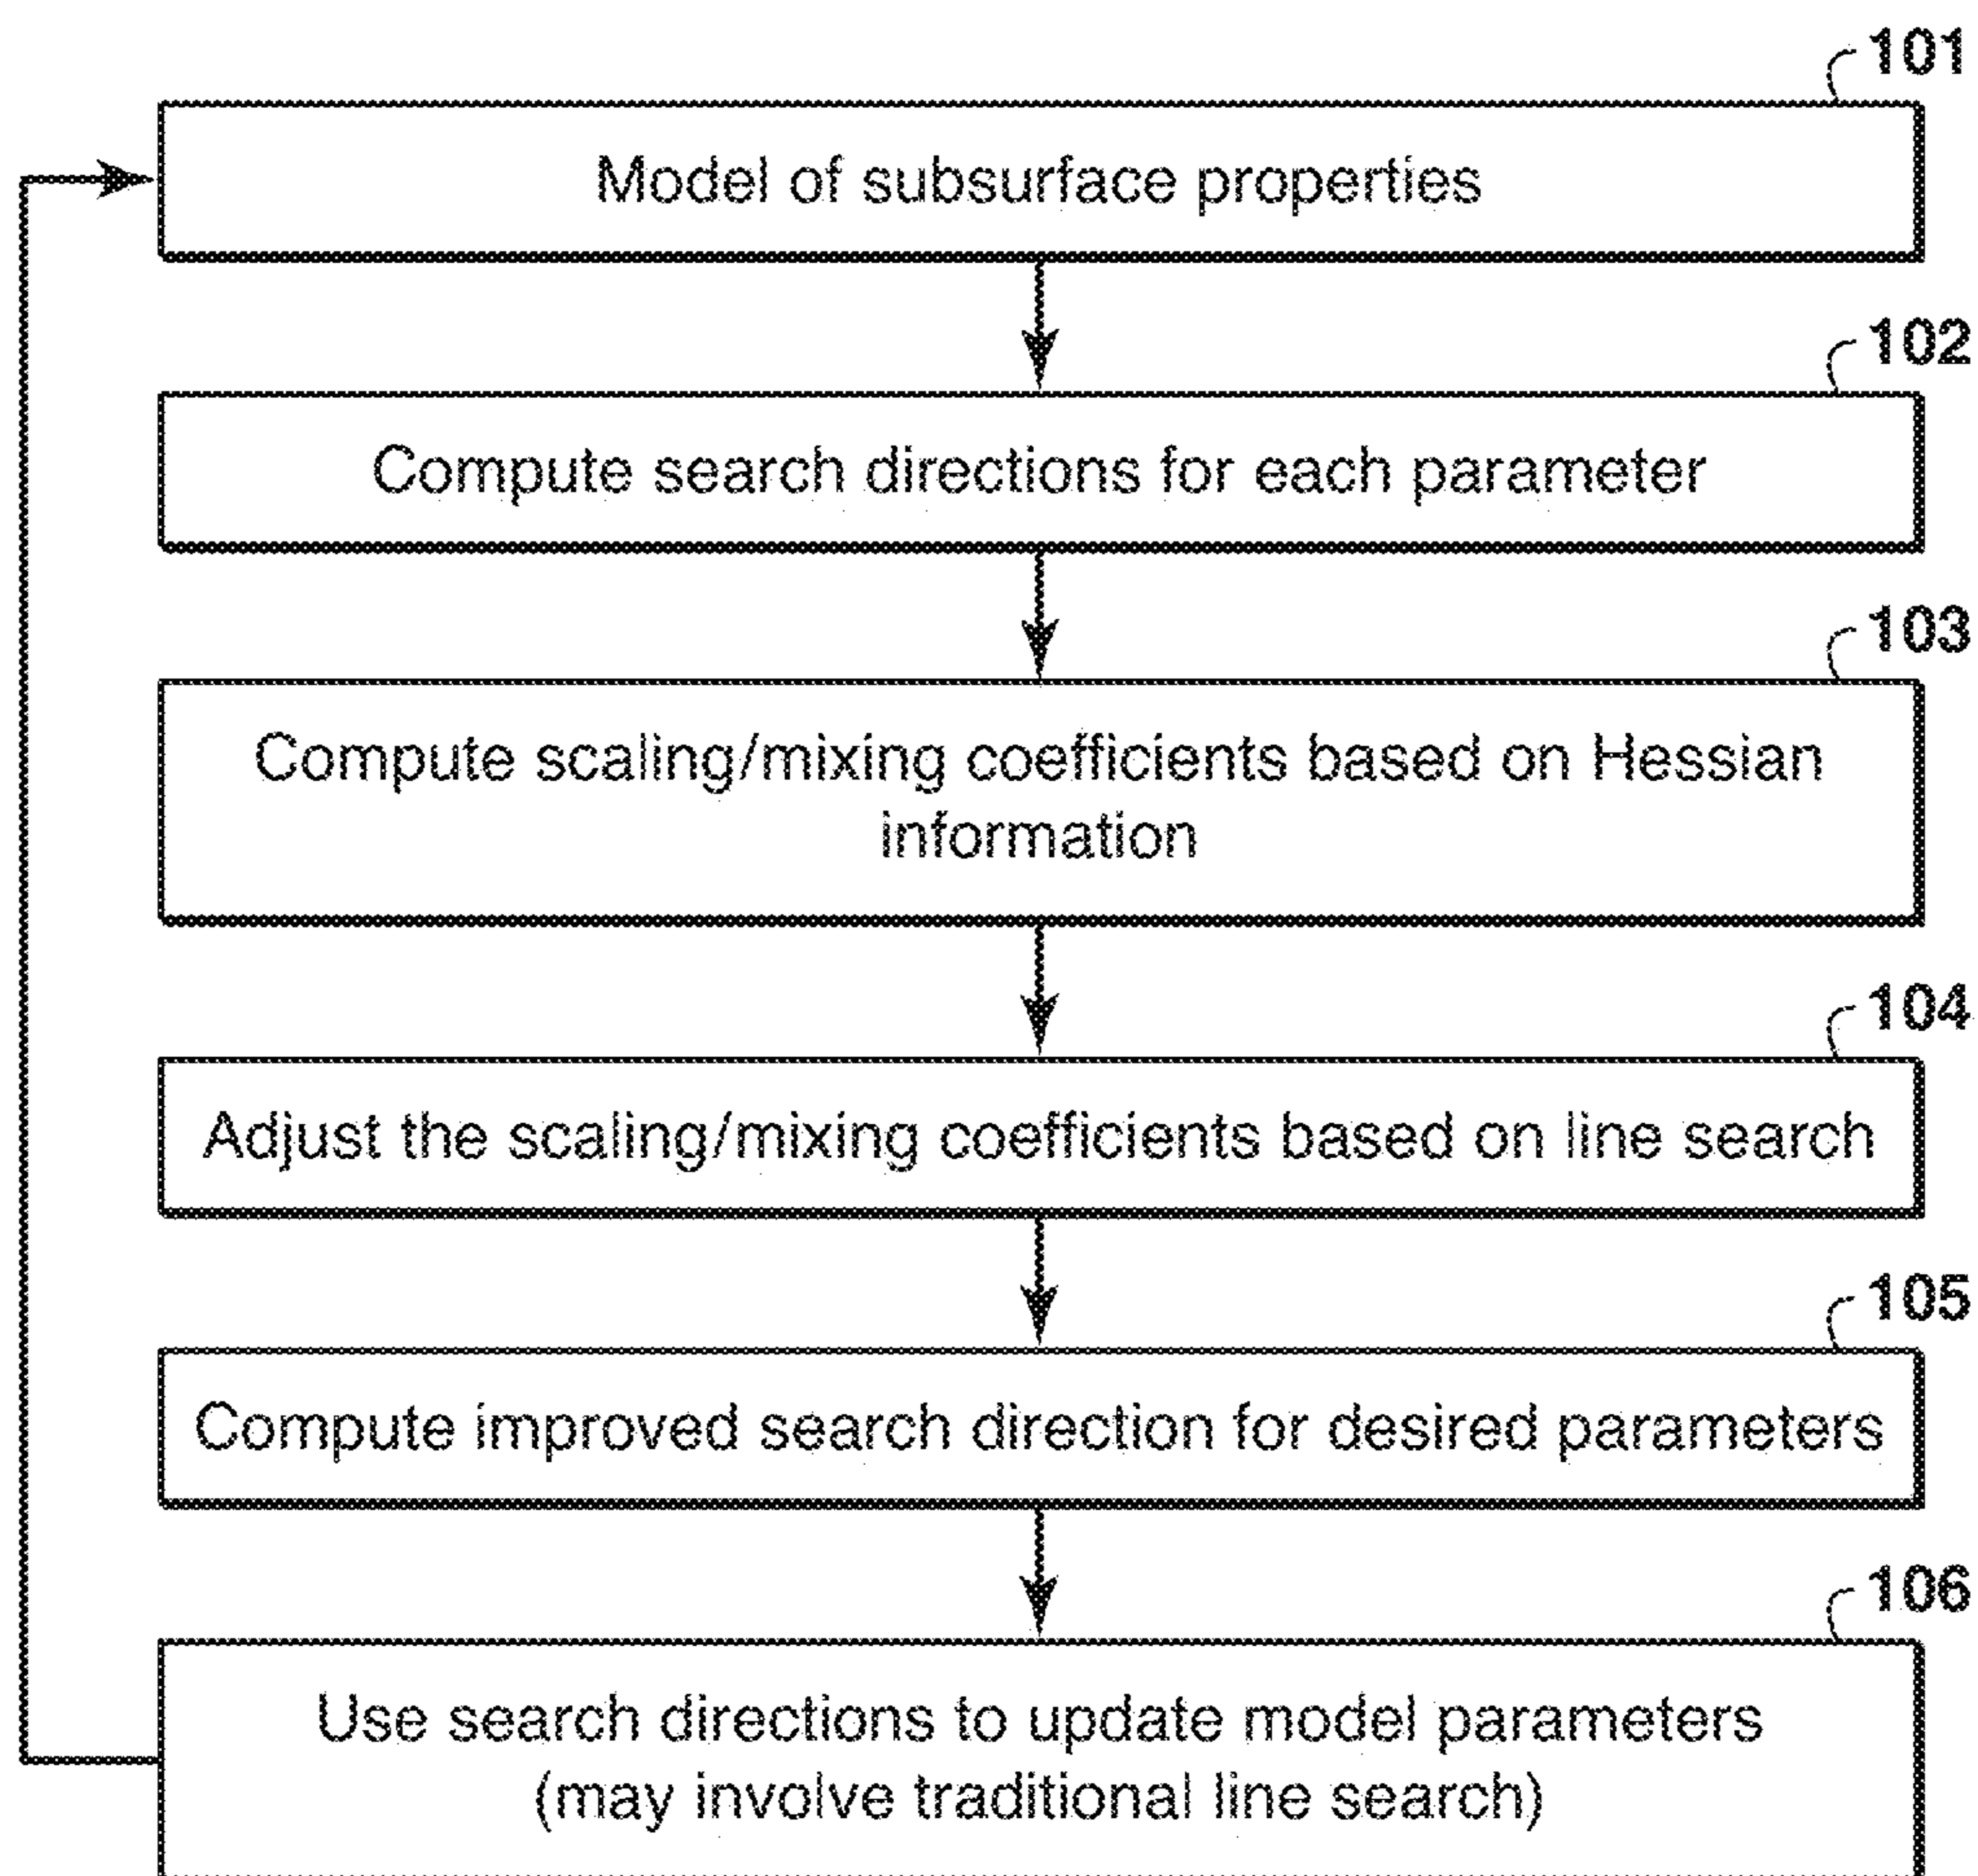 101
Model of subsurface properties
102
Compute search directions for each parameter
103
Compute scaling/mixing coefficients based on Hessian
information
104
Adjust the scaling/mixing coefficients based on line search
105
Compute improved search direction for desired parameters
106
Use search directions to update model parameters
(may involve traditional line search)